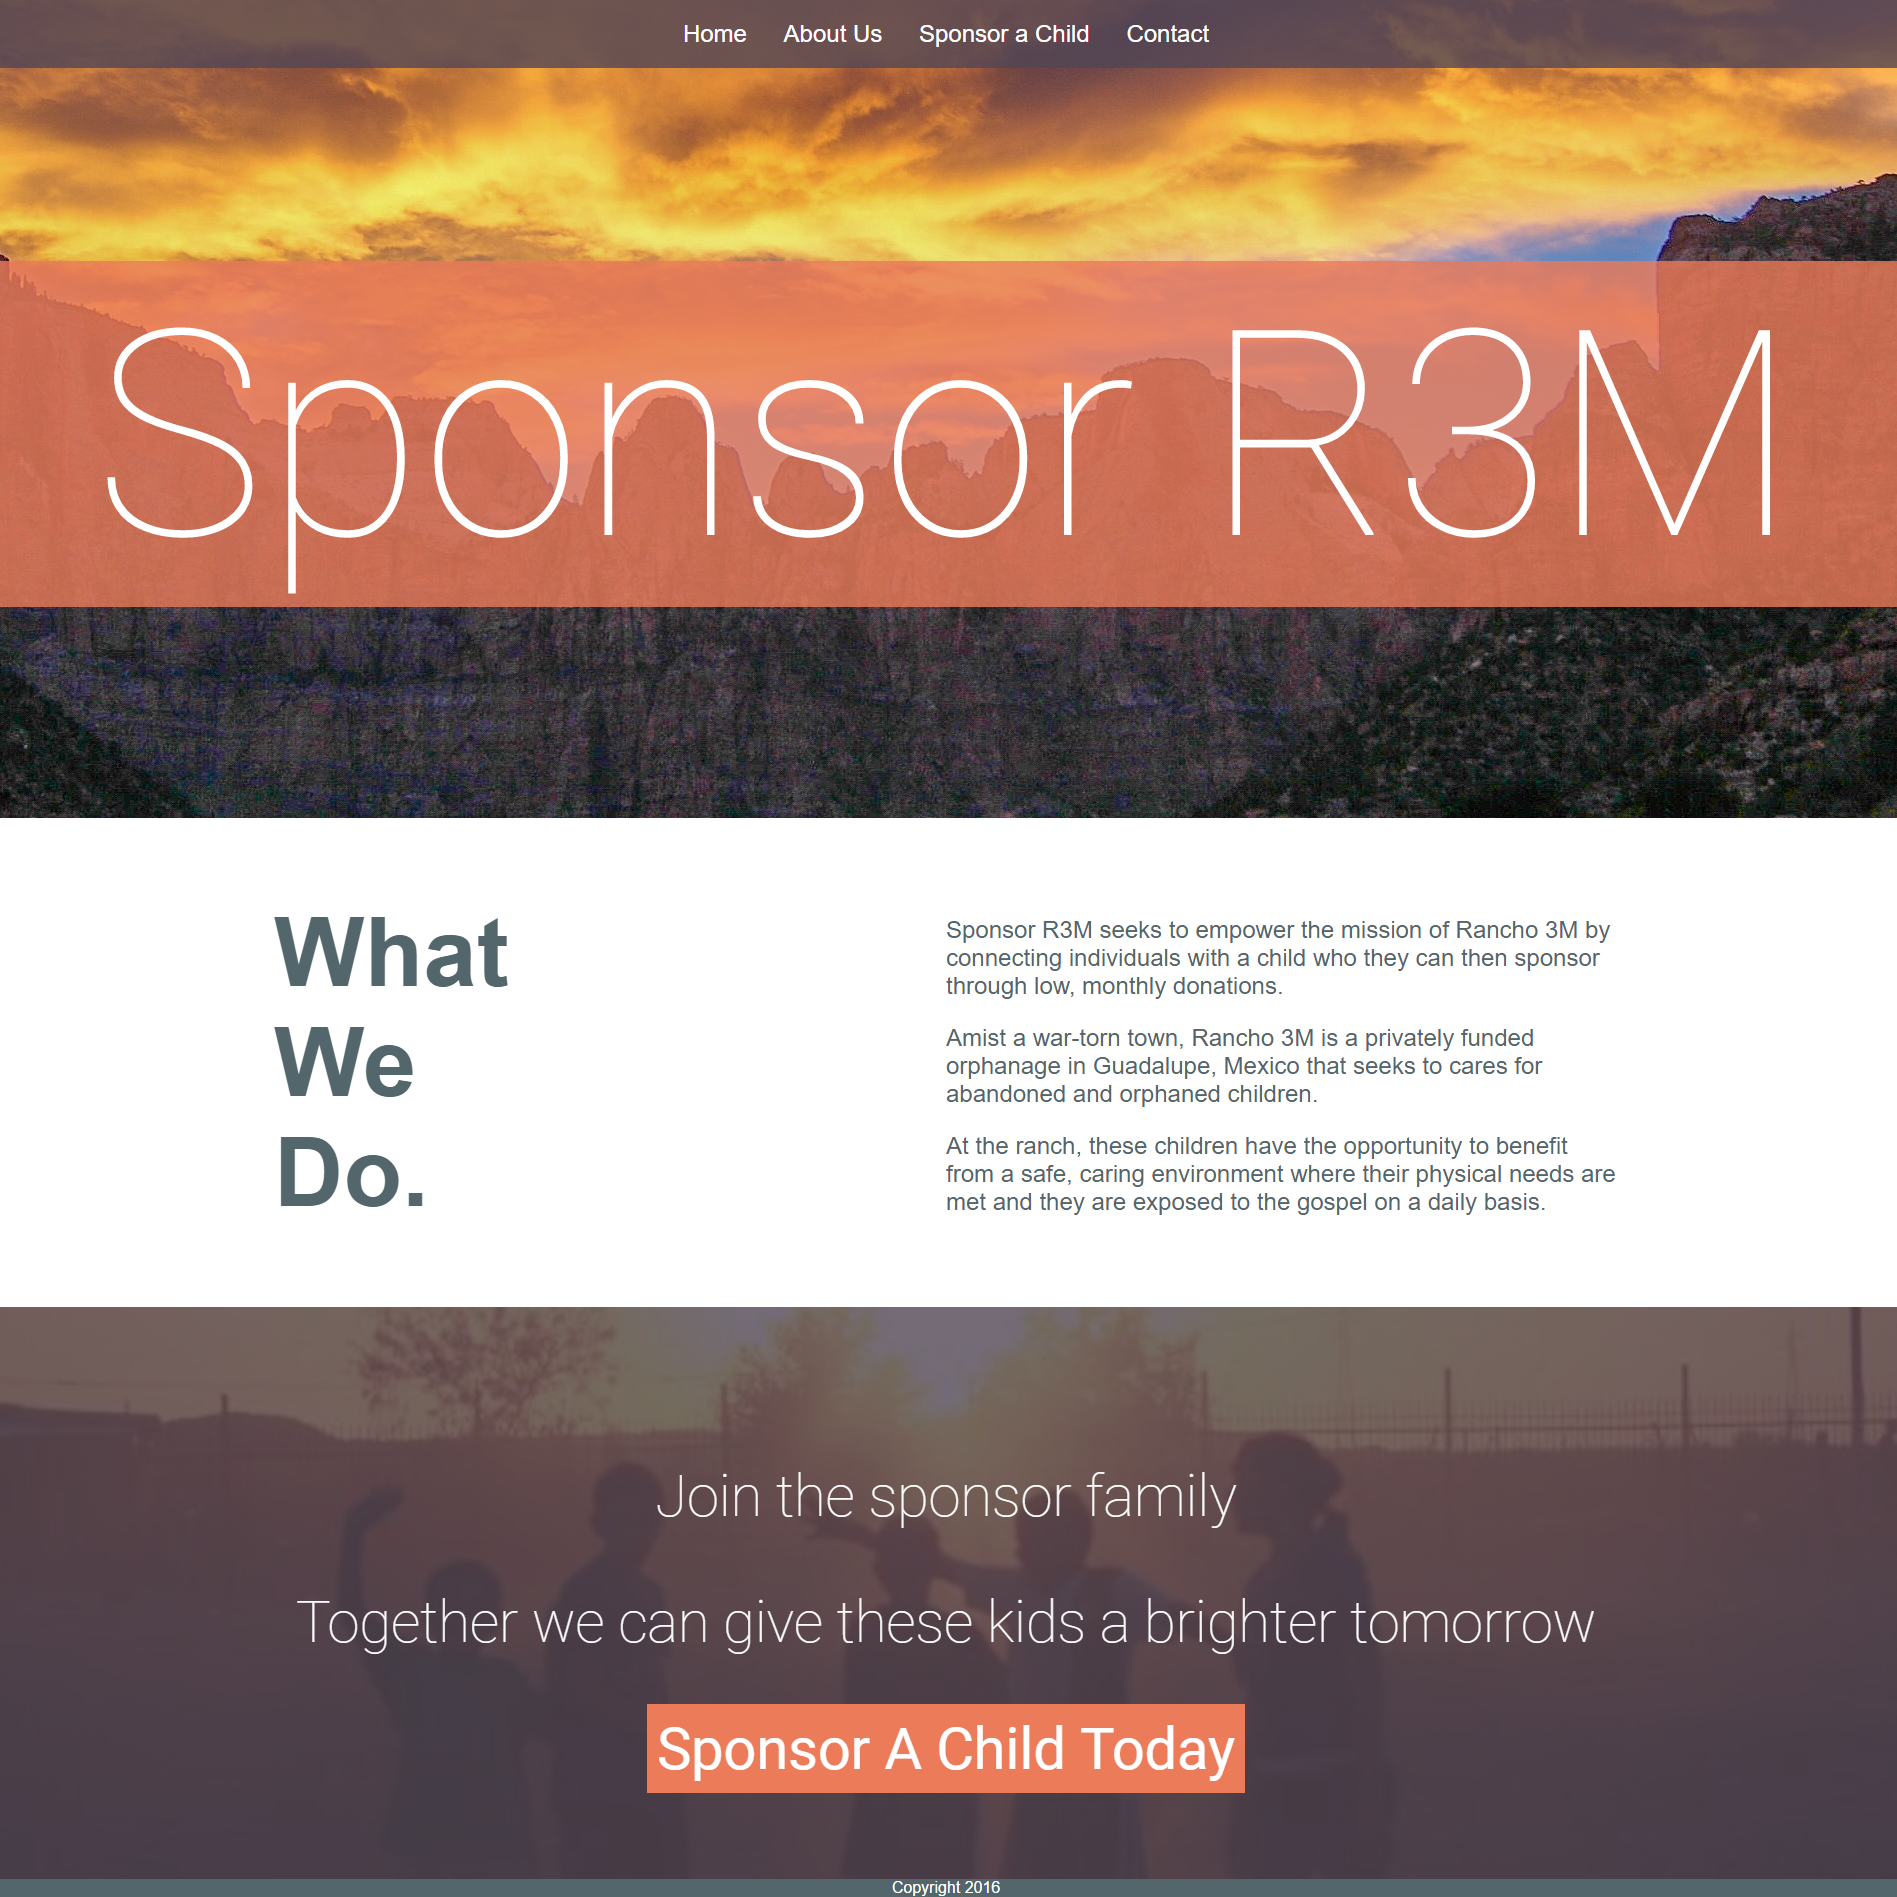 Home About Us Sponsor a Child Contact
Sponsor R3M
What
We
Do.
Sponsor R3M seeks to empower the mission of Rancho 3M by
connecting individuals with a child who they can then sponsor
through low, monthly donations.
Amist a war-torn town, Rancho 3M is a privately funded
orphanage in Guadalupe, Mexico that seeks to cares for
abandoned and orphaned children.
At the ranch, these children have the opportunity to benefit
from a safe, caring environment where their physical needs are
met and they are exposed to the gospel on a daily basis.
Join the sponsor family
Together we can give these kids a brighter tomorrow
Sponsor A Child Today
Copyright 2016